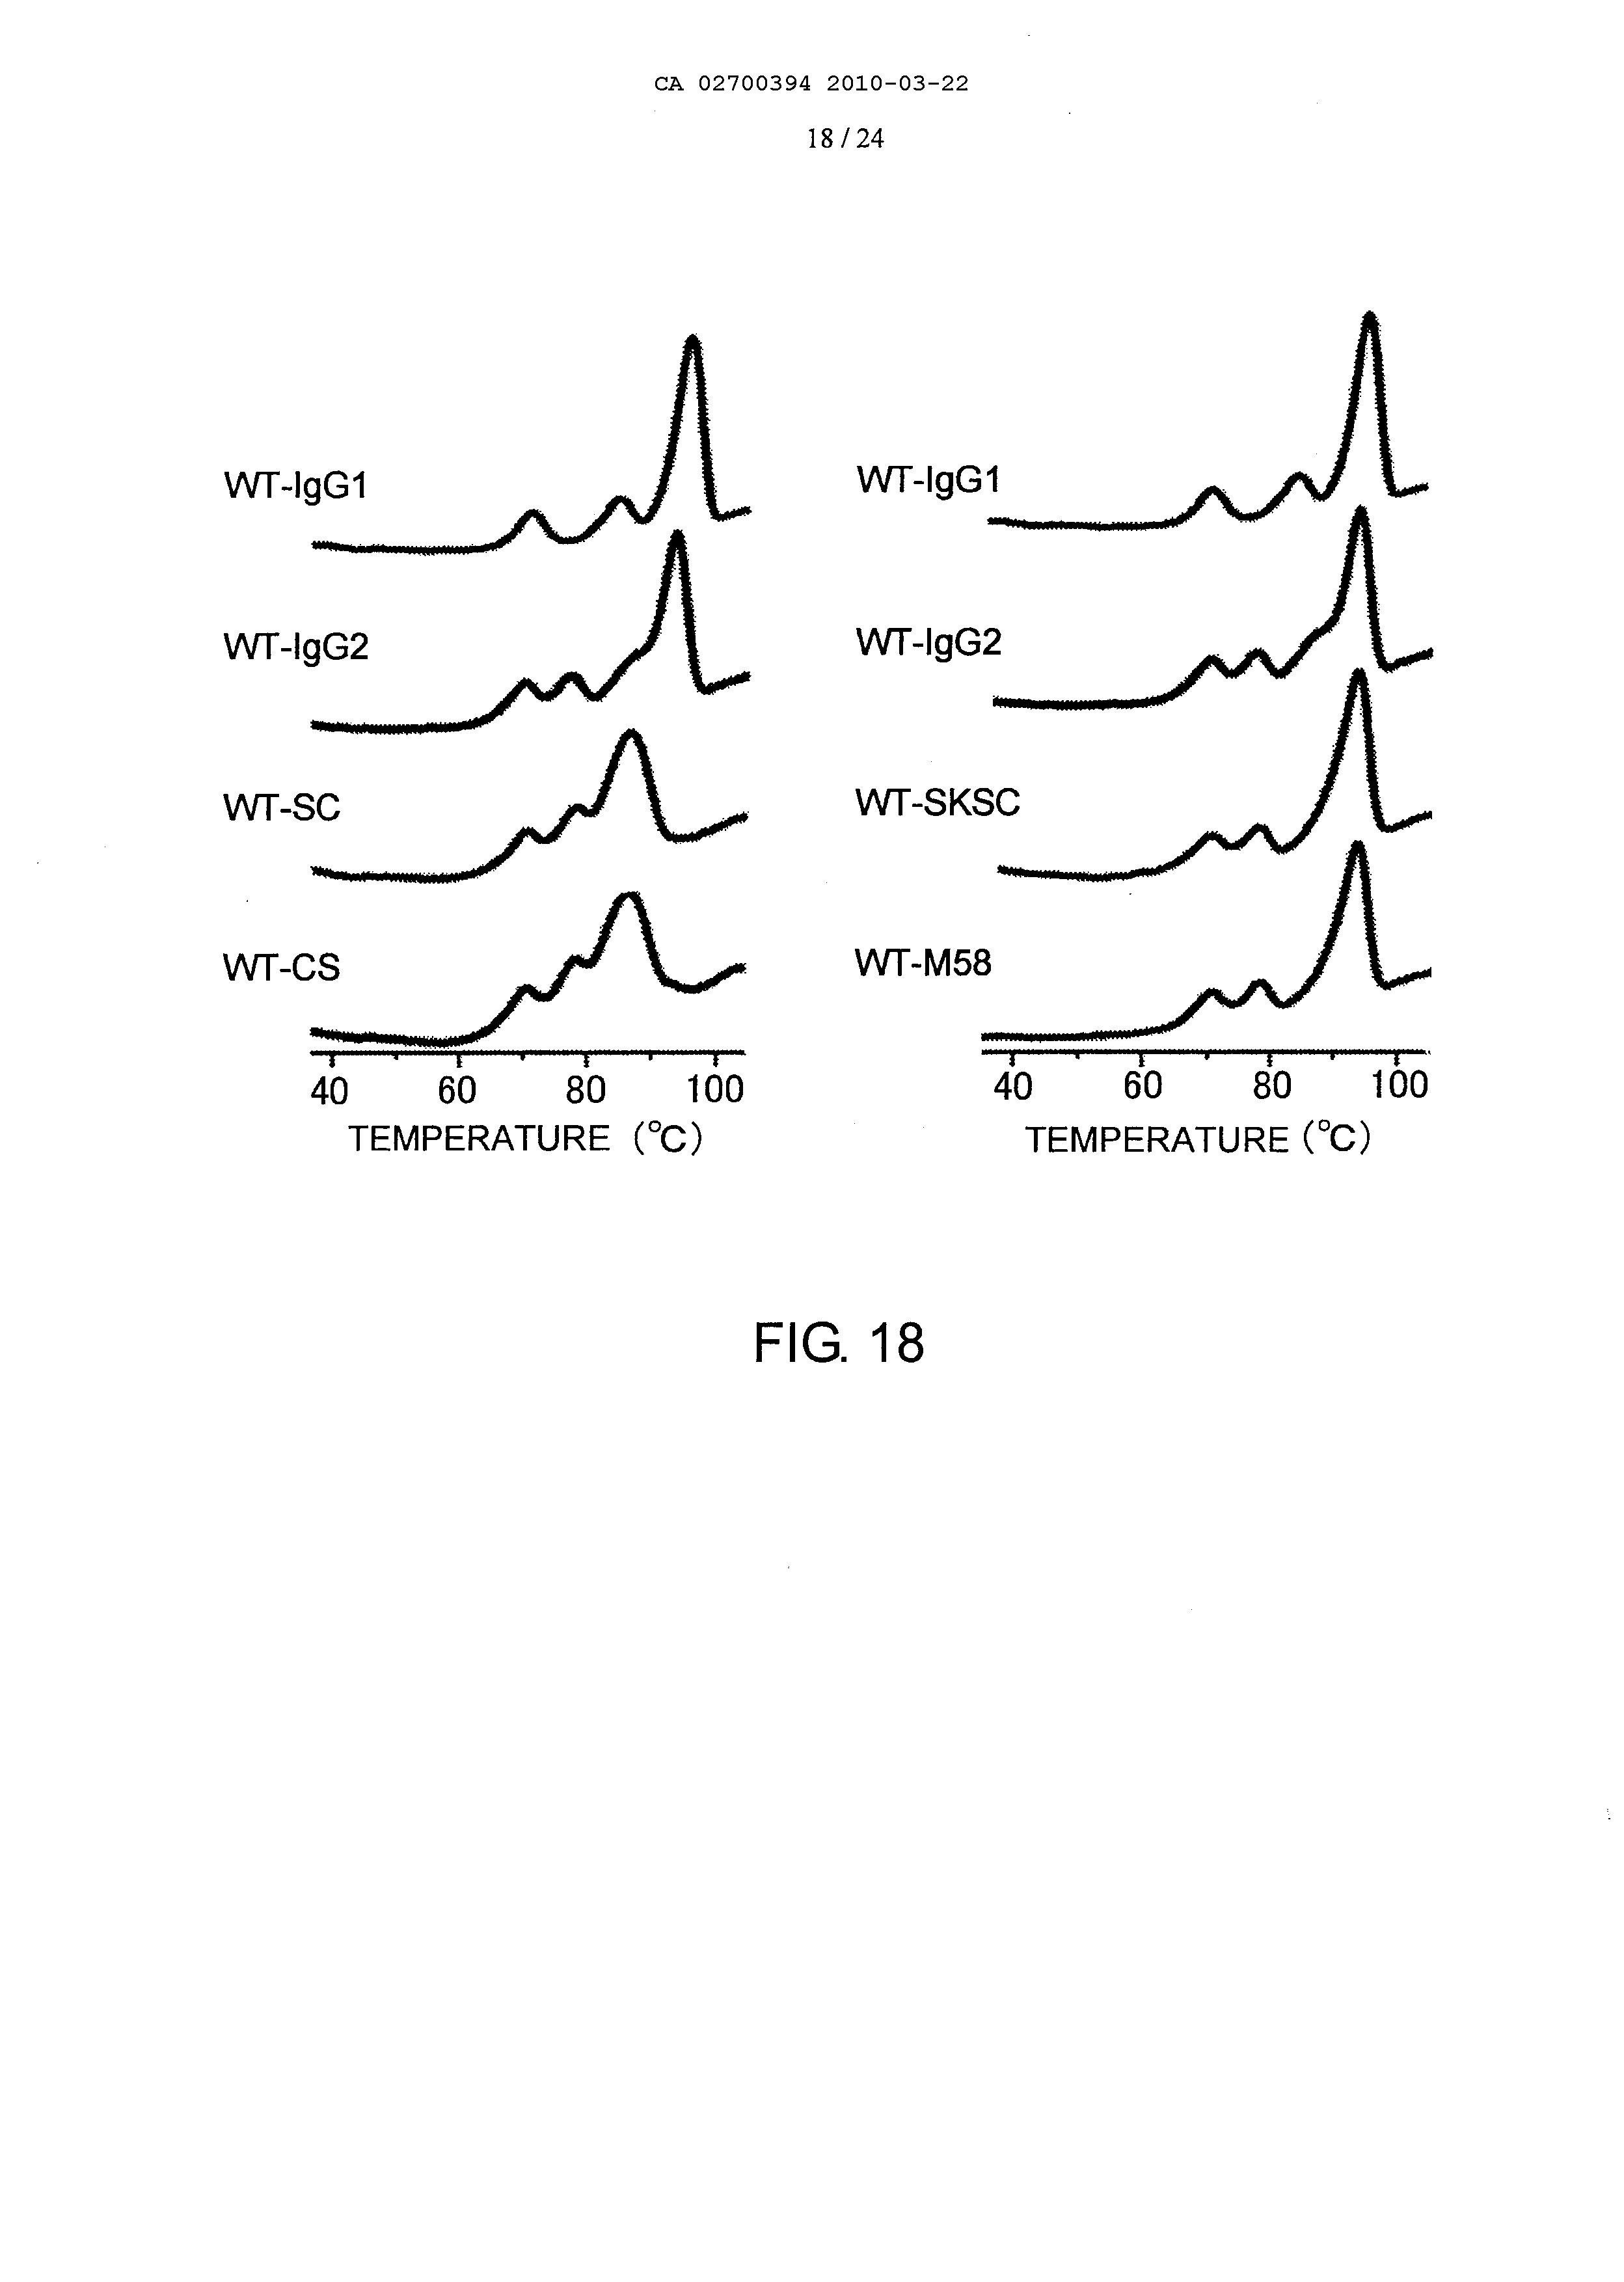 CA 02700394 2010-03-22
18/24
WT-IgG1
WT-IgG2
WT-SC
WT-CS
40 60 80 100
TEMPERATURE (°C)
WT-IgG1
WT-IgG2
WT-SKSC
WT-M58
40 60 80 100
TEMPERATURE (°C)
FIG. 18